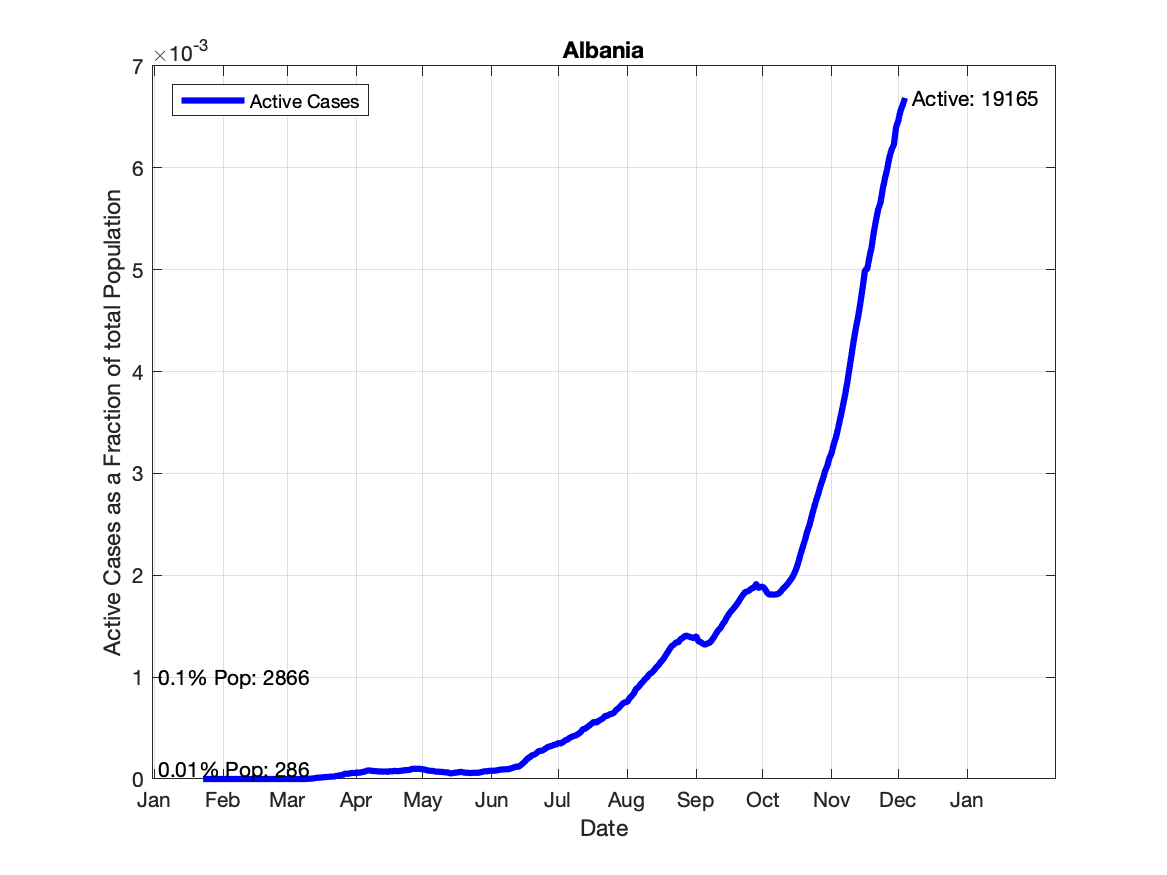 Albania
×10-3
Active Cases
Active: 19165
7
6
5
4
3
2
1
0
Active Cases as a Fraction of total Population
0.1% Pop: 2866
0.01% Pop: 286
Jan Feb Mar Apr May Jun Jul Aug Sep Oct Nov Dec Jan
Date